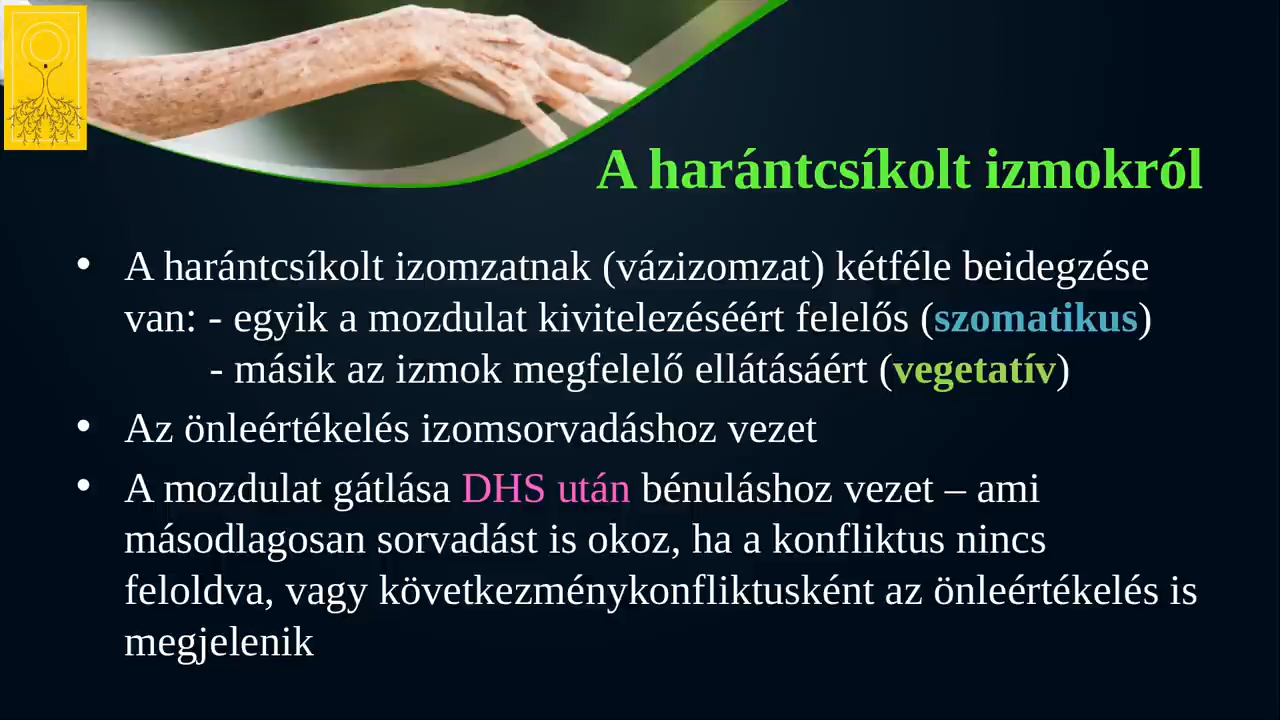 A harántcsíkolt izmokról
• A harántcsíkolt izomzatnak (vázizomzat) kétféle beidegzése
van: - egyik a mozdulat kivitelezéséért felelős (szomatikus)
- másik az izmok megfelelő ellátásáért (vegetatív)
• Az önleértékelés izomsorvadáshoz vezet
• A mozdulat gátlása DHS után bénuláshoz vezet – ami
másodlagosan sorvadást is okoz, ha a konfliktus nincs
feloldva, vagy következménykonfliktusként az önleértékelés is
megjelenik